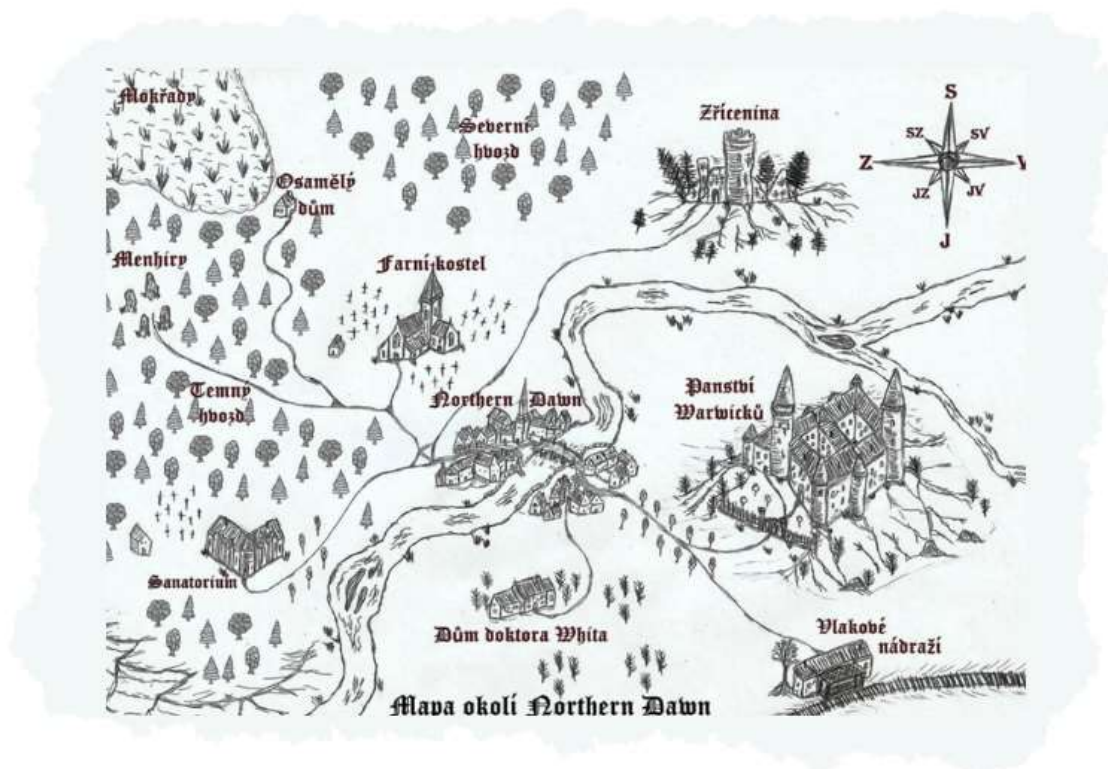 Mokřady
Severní
hvozd
Zřícenina
S
SZ
SV
Z
V
JZ
JV
J
Osamělý
dům
Menhiry
Farní kostel
Temný
hvozd
Northern Dawn
Panství
Warwicků
Sanatorium
Dům doktora Whita
Vlakové
nádraží
Mapa okolí Northern Dawn